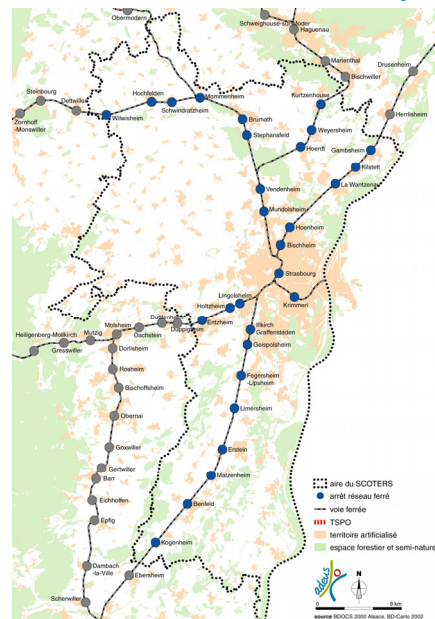 Obermodern
Schweighouse-sur-Moder
Haguenau
Marienthal
Bischwiller
Drusenheim
Steinbourg
Dettwiller
Hochfelden
Mommenheim
Kurtzenhouse
Zornhoff
-Monswiller
Wilwisheim
Schwindratzheim
Brumath
Herrlisheim
Stephansfeld
Weyersheim
Hoerdt
Gambsheim
Kilstett
La Wantzenau
Vendenheim
Mundolsheim
Hoenheim
Bischheim
Strasbourg
Lingolsheim
Krimmeri
Holtzheim
Entzheim
Duppigheim
Duttlenheim
Dachstein
Molsheim
Mutzig
Heiligenberg-Mollkirch
Gresswiller
Dorlisheim
Illkirch
Graffenstaden
Geispolsheim
Rosheim
Bischoffsheim
Fegersheim
-Lipsheim
Obernai
Limersheim
Goxwiller
Erstein
Gertwiller
Barr
Matzenheim
Eichhoffen
Benfeld
Epfig
Kogenheim
Dambach
-la-Ville
Ebersheim
Scherwiller
aire du SCOTERS
arrêt réseau ferré
voie ferrée
TSPO
territoire artificialisé
espace forestier et semi-nature
adeus
N
0 9 km
source BDOCS 2000 Alsace, BD-Carto 2002